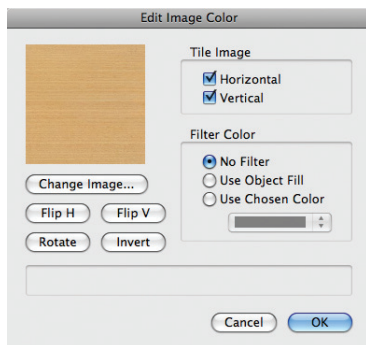 Edit Image Color
Tile Image
Horizontal
Vertical
Filter Color
No Filter
Use Object Fill
Use Chosen Color
Change Image...
Flip H
Flip V
Rotate
Invert
Cancel
OK